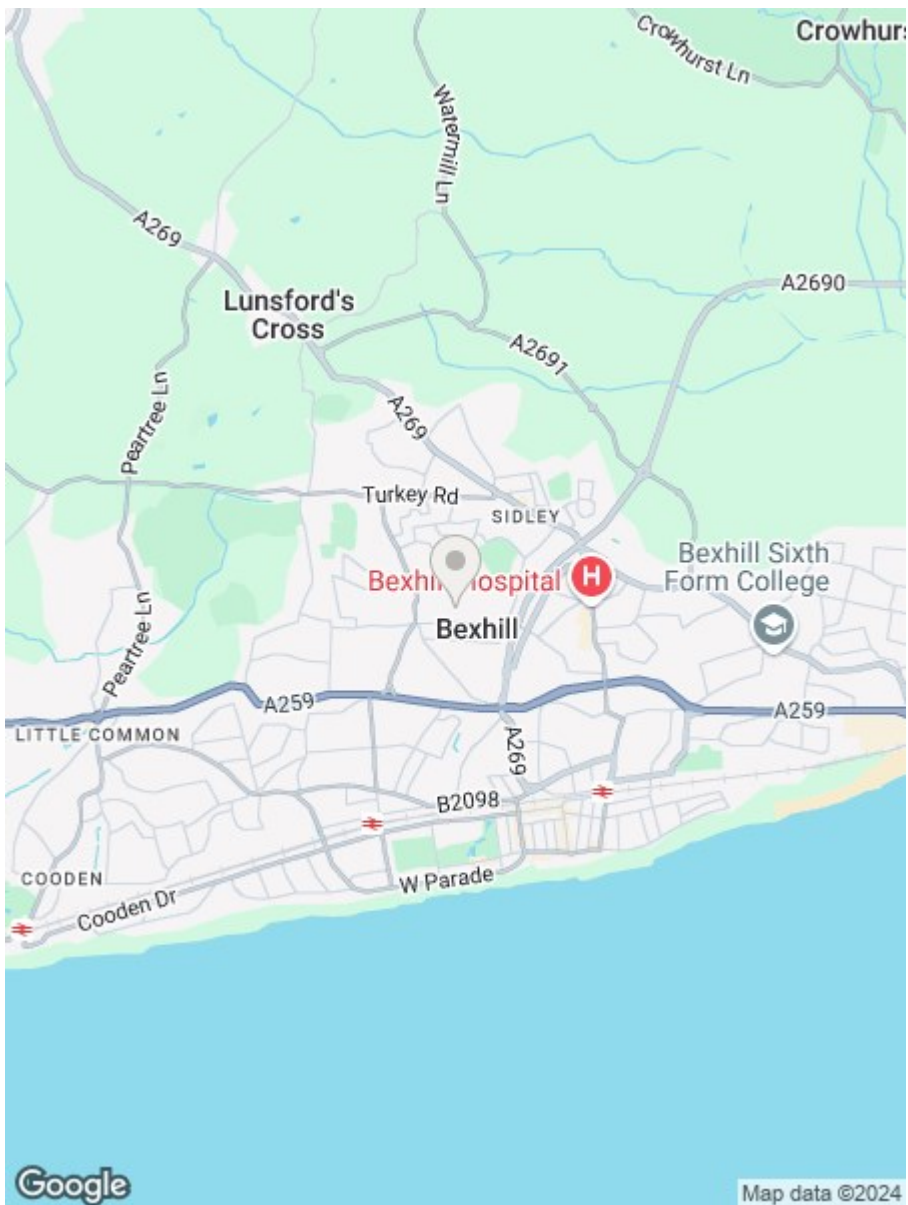 Crowhurs
Crowhurst Ln
Watermill Ln
A269
A2690
Lunsford's
Cross
A2691
Peartree Ln
A269
Turkey Rd
SIDLEY
Bexhill Sixth
Form College
Bexhill Hospital
H
Bexhill
Peartree Ln
A259
A259
LITTLE COMMON
A269
B2098
COODEN
W Parade
Cooden Dr
Google
Map data ©2024